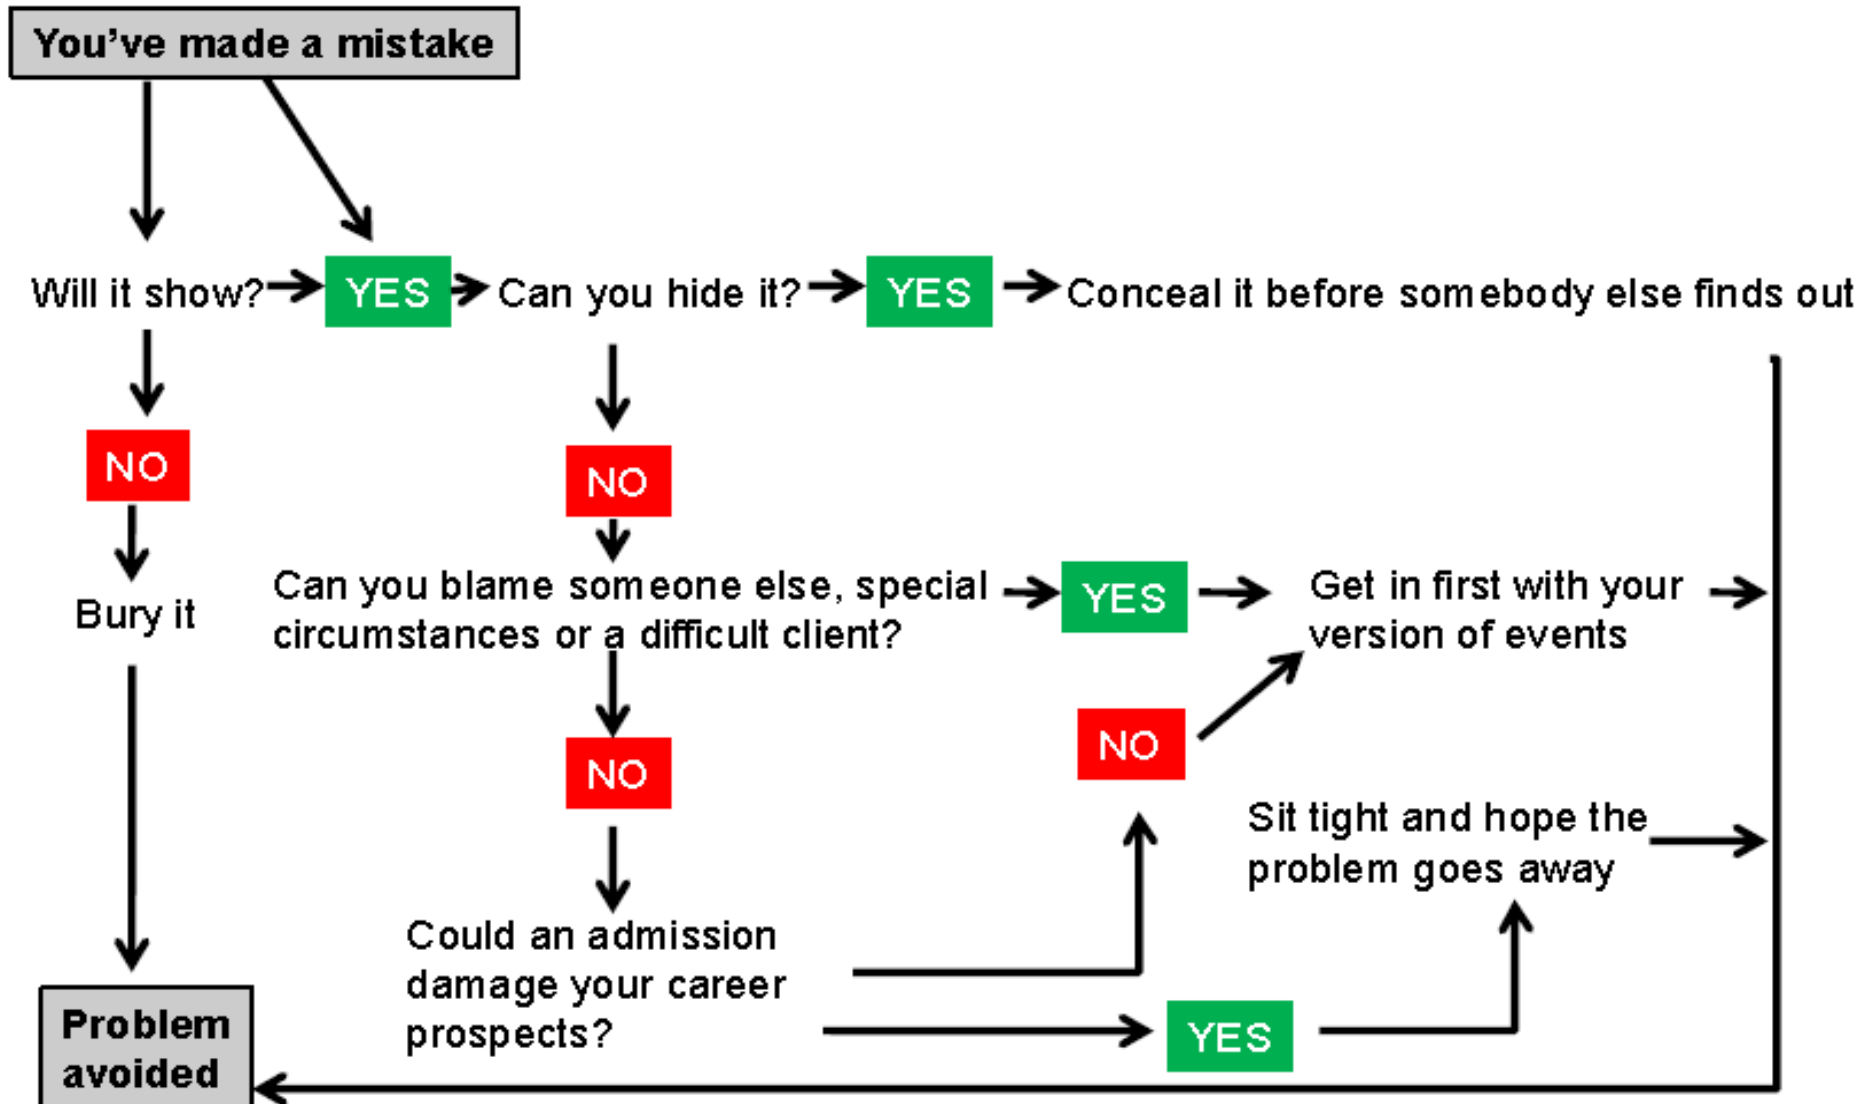 You've made a mistake
Will it show?
YES
Can you hide it?
YES
Conceal it before somebody else finds out
NO
NO
Bury it
Can you blame someone else, special
circumstances or a difficult client?
YES
Get in first with your
version of events
NO
NO
Sit tight and hope the
problem goes away
Could an admission
damage your career
prospects?
YES
Problem
avoided